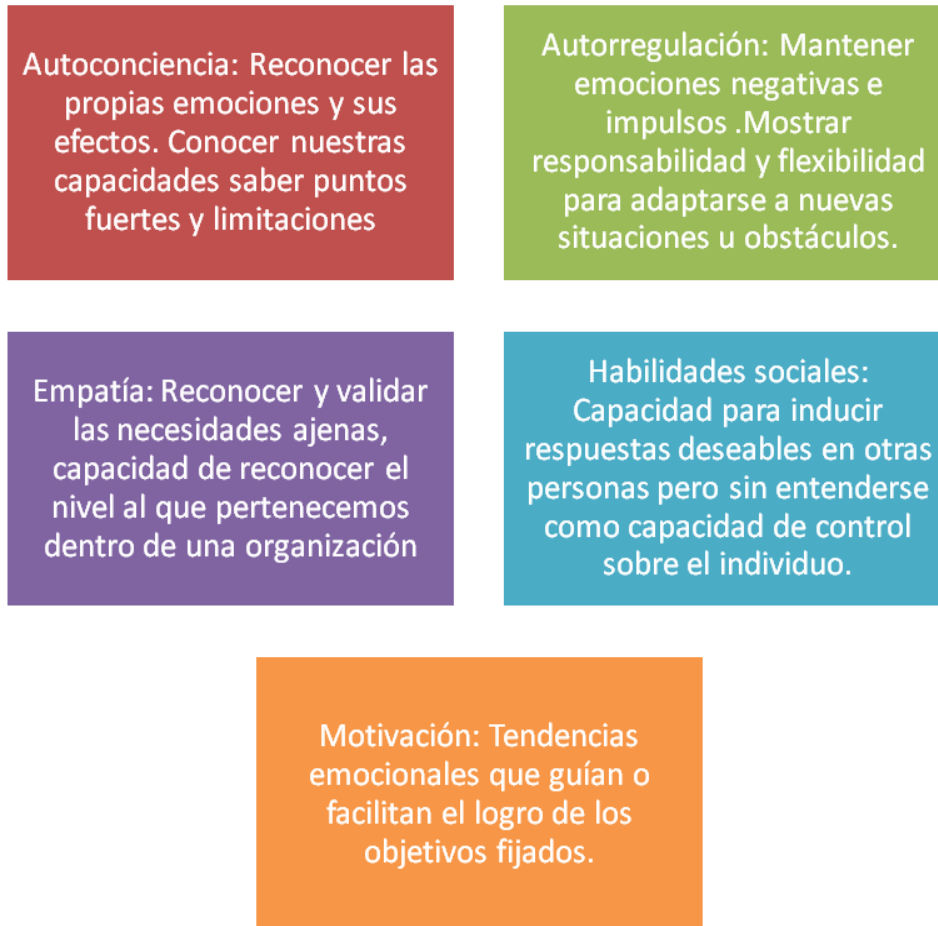 Autoconciencia: Reconocer las
propias emociones y sus
efectos. Conocer nuestras
capacidades saber puntos
fuertes y limitaciones
Autorregulación: Mantener
emociones negativas e
impulsos .Mostrar
responsabilidad y flexibilidad
para adaptarse a nuevas
situaciones u obstáculos.
Empatía: Reconocer y validar
las necesidades ajenas,
capacidad de reconocer el
nivel al que pertenecemos
dentro de una organización
Habilidades sociales:
Capacidad para inducir
respuestas deseables en otras
personas pero sin entenderse
como capacidad de control
sobre el individuo.
Motivación: Tendencias
emocionales que guían o
facilitan el logro de los
objetivos fijados.